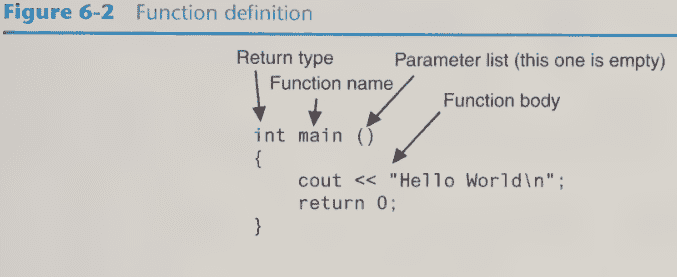 Figure 6-2 Function definition
Return type
Parameter list (this one is empty)
Function name
Function body
int main ()
{
cout << "Hello World\n";
return 0;
}